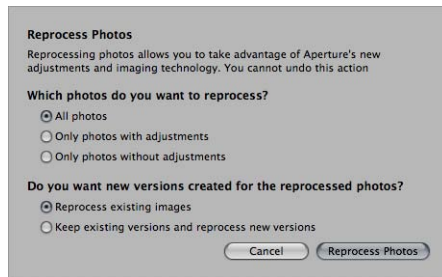 Reprocess Photos
Reprocessing photos allows you to take advantage of Aperture's new
adjustments and imaging technology. You cannot undo this action
Which photos do you want to reprocess?
All photos
Only photos with adjustments
Only photos without adjustments
Do you want new versions created for the reprocessed photos?
Reprocess existing images
Keep existing versions and reprocess new versions
Cancel Reprocess Photos